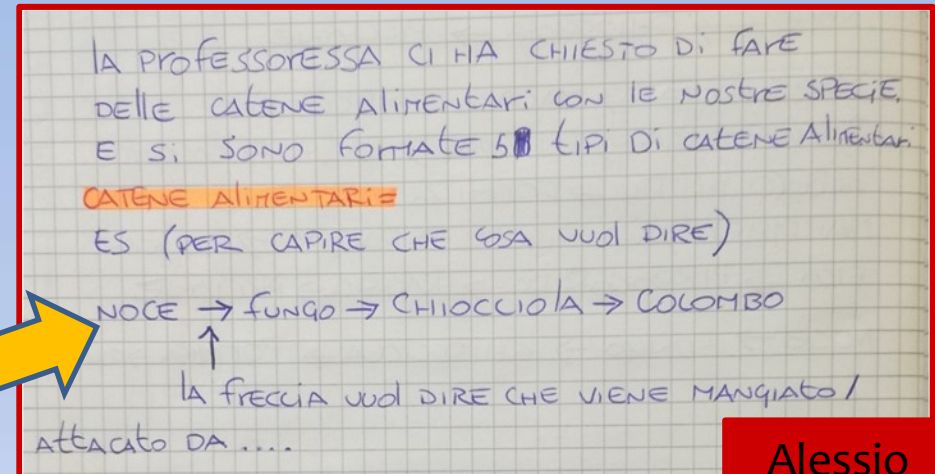 lA PROfESSORESSA CI HA CHIESTO Di fARE
DEllE CAtENE AliMENtARi CON lE NOStRE SPECIE.
E Si SONO FORMATE 5 tiPi Di CAtENE AliMENtARi
CATENE AliMENTARi=
ES (PER CAPIRE CHE COSA VUOl DIRE)
NOCE → fUNGO → CHIOCCIOlA → COLOMBO
↑
lA fRECCIA VUOl DIRE CHE VIENE MANGIATO/
AttACAtO DA ....
Alessio